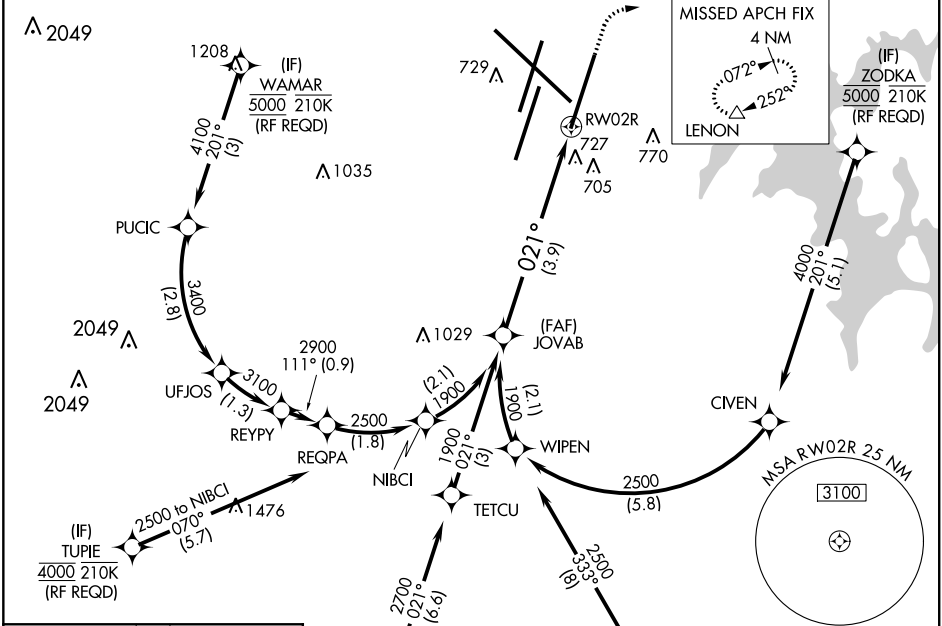 2049
1208
(IF)
WAMAR
5000 210K
(RF REQD)
729
MISSED APCH FIX
4 NM
072°
252°
LENON
(IF)
ZODKA
5000 210K
(RF REQD)
RW02R
727
705
770
4100
201°
(3)
1035
PUCIC
021°
(3.9)
4000
201°
(5.1)
3400
(2.8)
2049
2049
1029
(FAF)
JOVAB
2900
111° (0.9)
UFJOS
3100
(1.3)
REYPY
REQPA
2500
(1.8)
(2.1)
1900
NIBCI
1900
(2.1)
WIPEN
CIVEN
1900
021°
(3)
TETCU
2500
(5.8)
MSA RW02R 25 NM
3100
2500 to NIBCI
070°
(5.7)
1476
(IF)
TUPIE
4000 210K
(RF REQD)
2700
021°
(6.6)
2500
333°
(8)